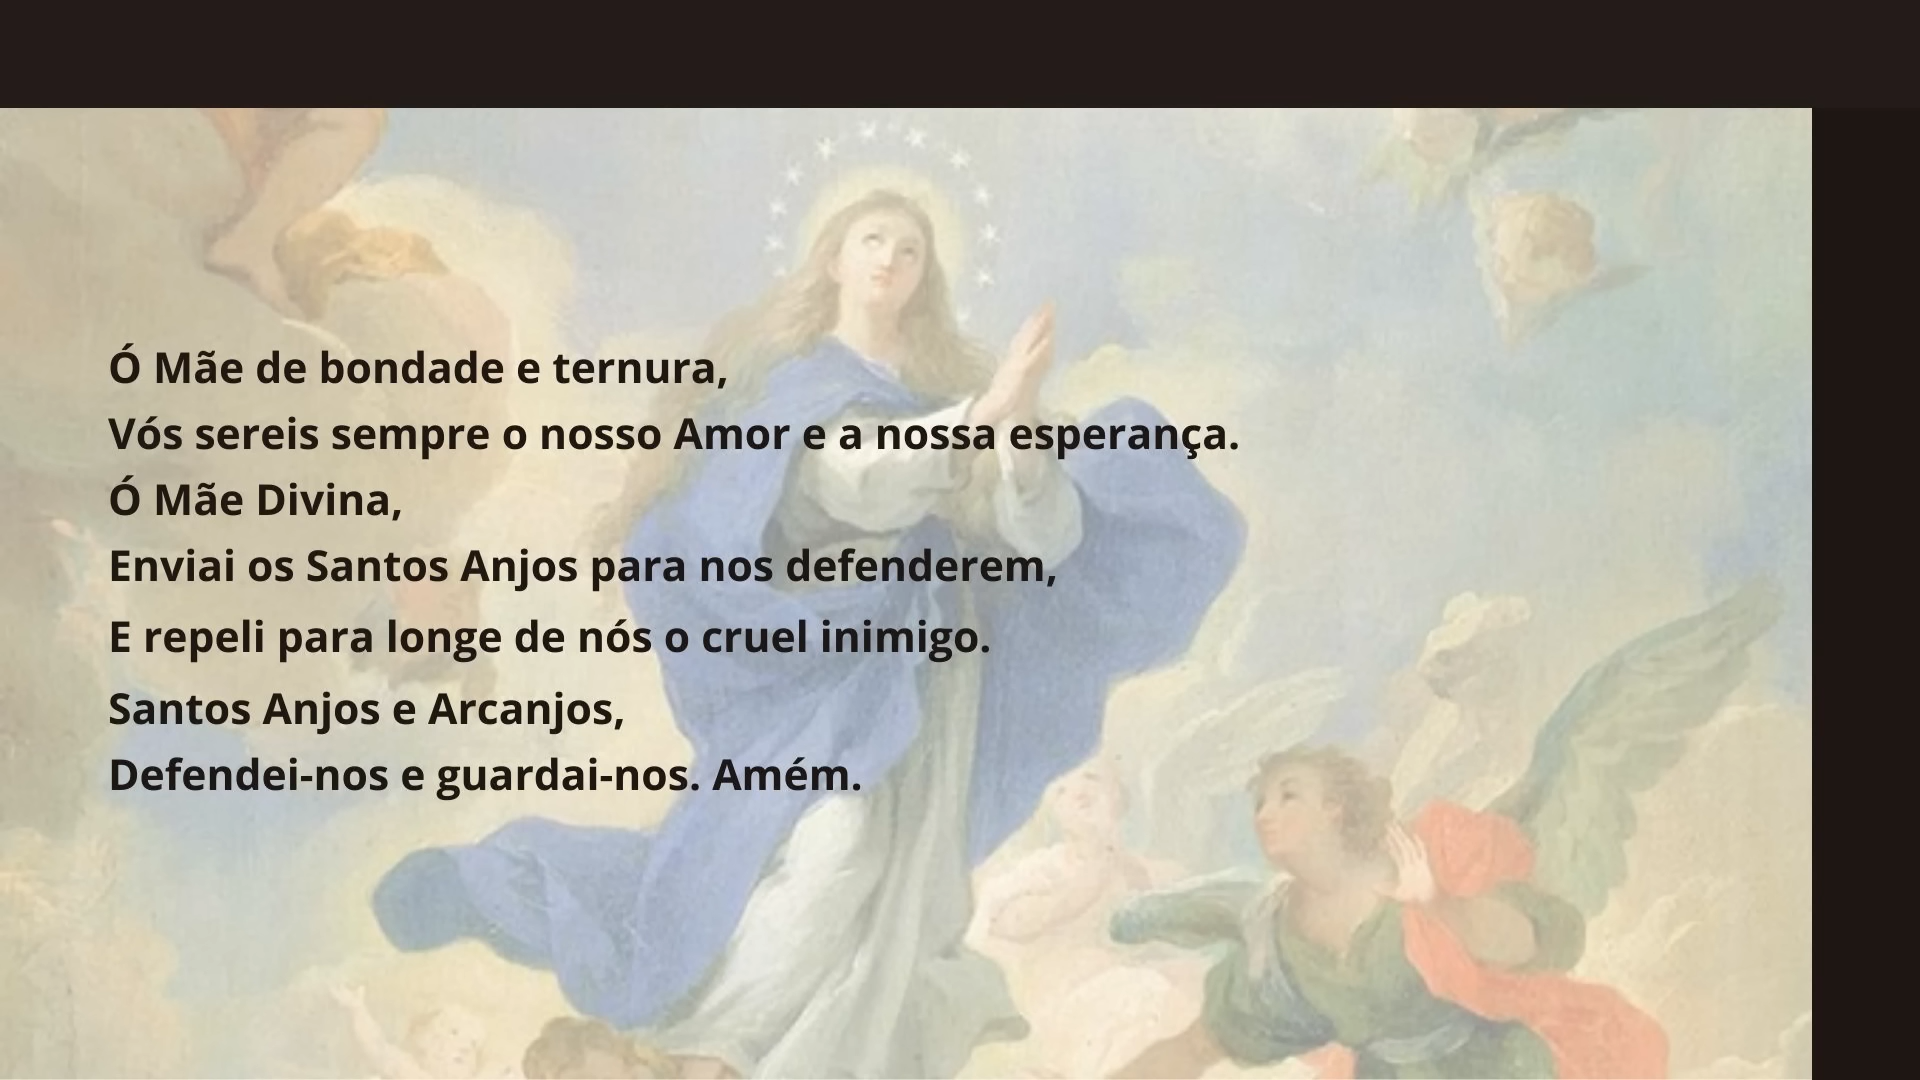 Ó Mãe de bondade e ternura,
Vós sereis sempre o nosso Amor e a nossa esperança.
Ó Mãe Divina,
Enviai os Santos Anjos para nos defenderem,
E repeli para longe de nós o cruel inimigo.
Santos Anjos e Arcanjos,
Defendei-nos e guardai-nos. Amém.